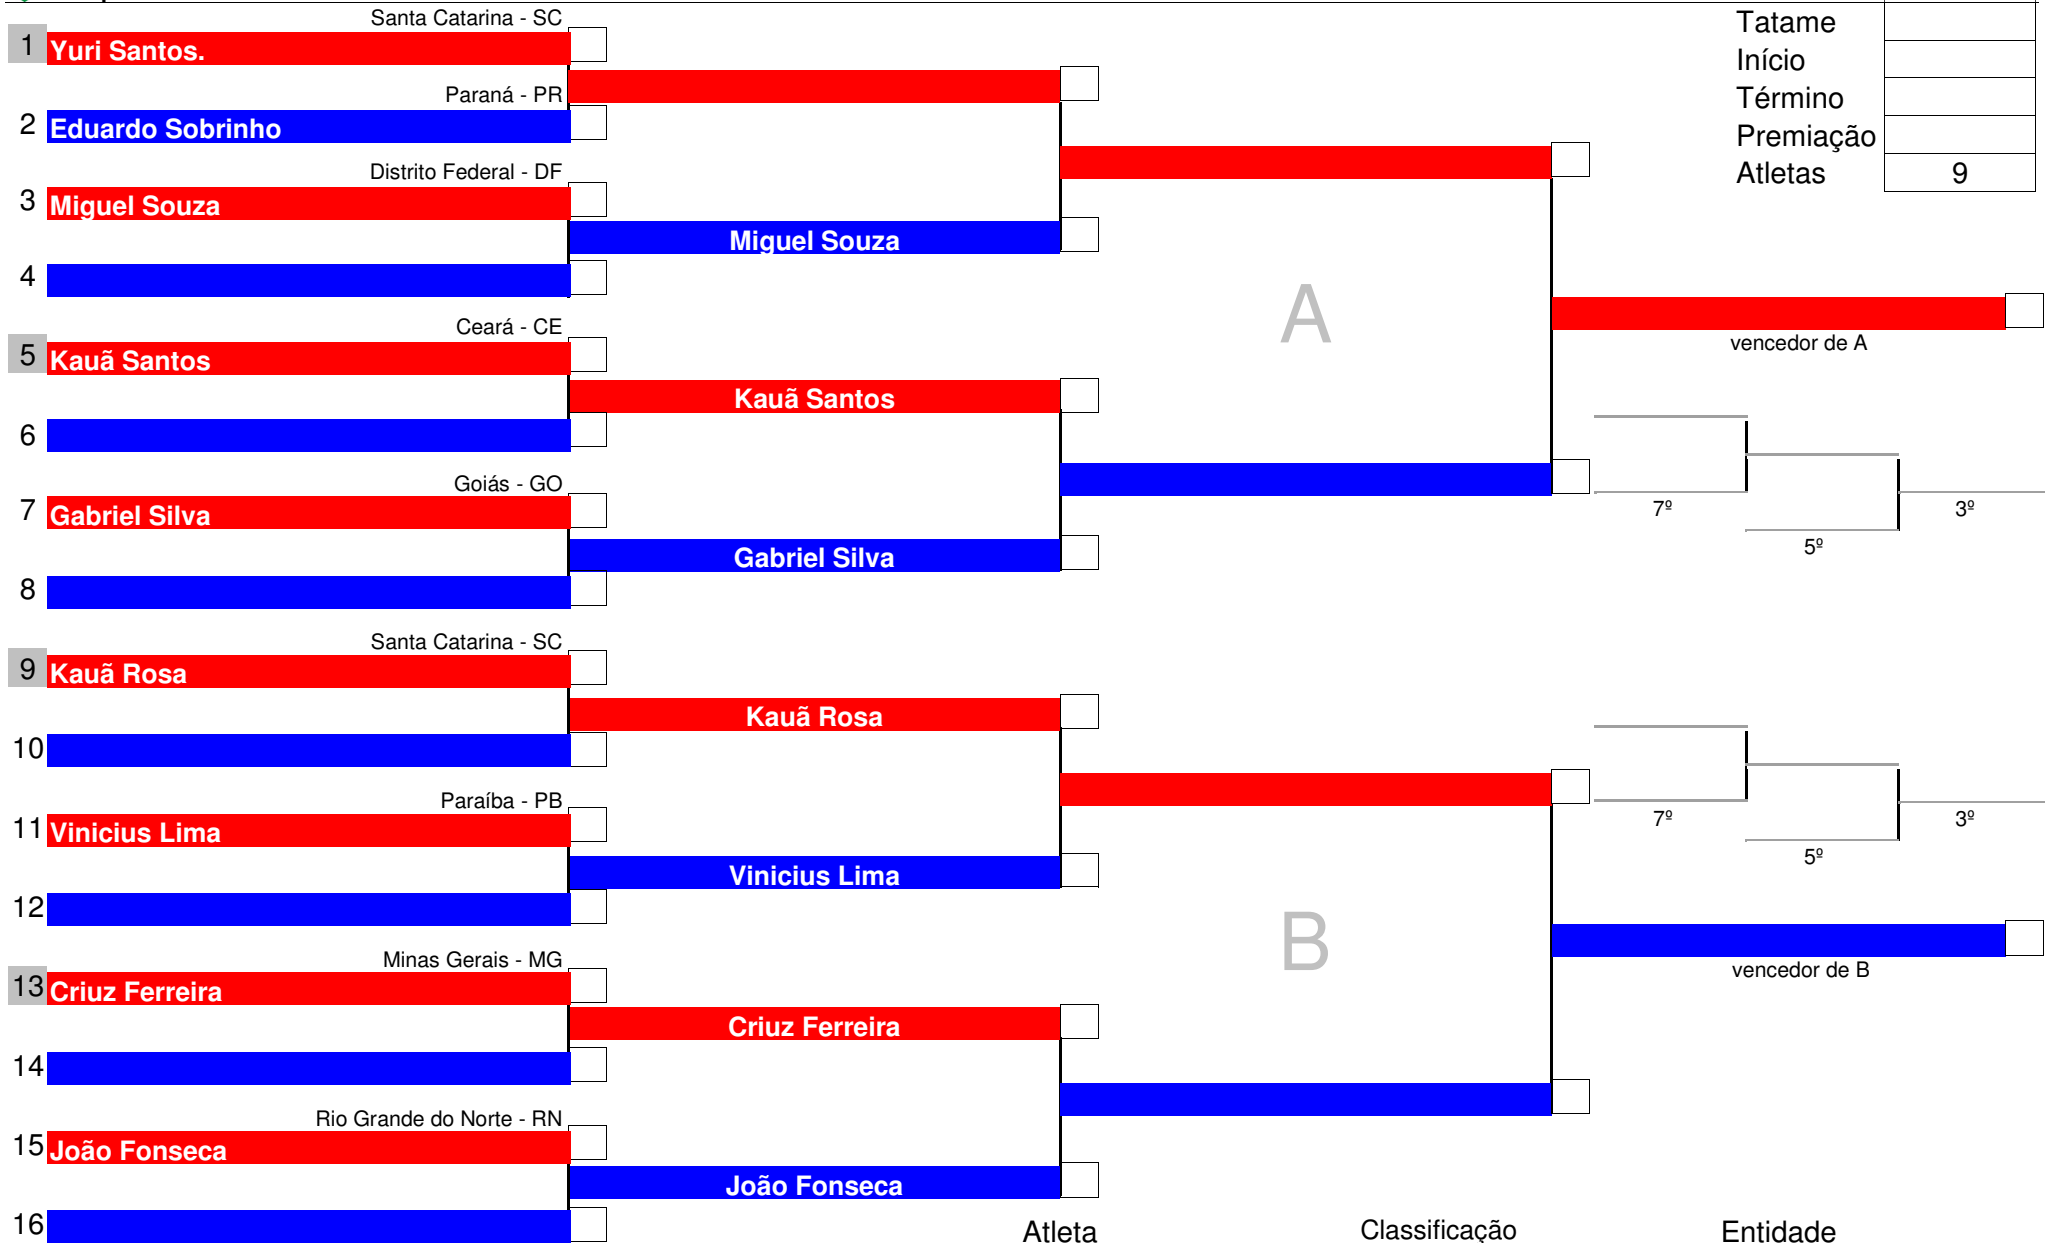 Santa Catarina - SC
Tatame
1 Yuri Santos.
Início
Paraná - PR
Término
2 Eduardo Sobrinho
Premiação
Distrito Federal - DF
Atletas 9
3 Miguel Souza
Miguel Souza
4
A
Ceará - CE
vencedor de A
5 Kauã Santos
Kauã Santos
6
Goiás - GO
7º 3º
7 Gabriel Silva
5º
Gabriel Silva
8
Santa Catarina - SC
9 Kauã Rosa
Kauã Rosa
10
Paraíba - PB
7º 3º
11 Vinicius Lima
5º
Vinicius Lima
12
B
Minas Gerais - MG
vencedor de B
13 Criuz Ferreira
Criuz Ferreira
14
Rio Grande do Norte - RN
15 João Fonseca
João Fonseca
16
Atleta Classificação Entidade